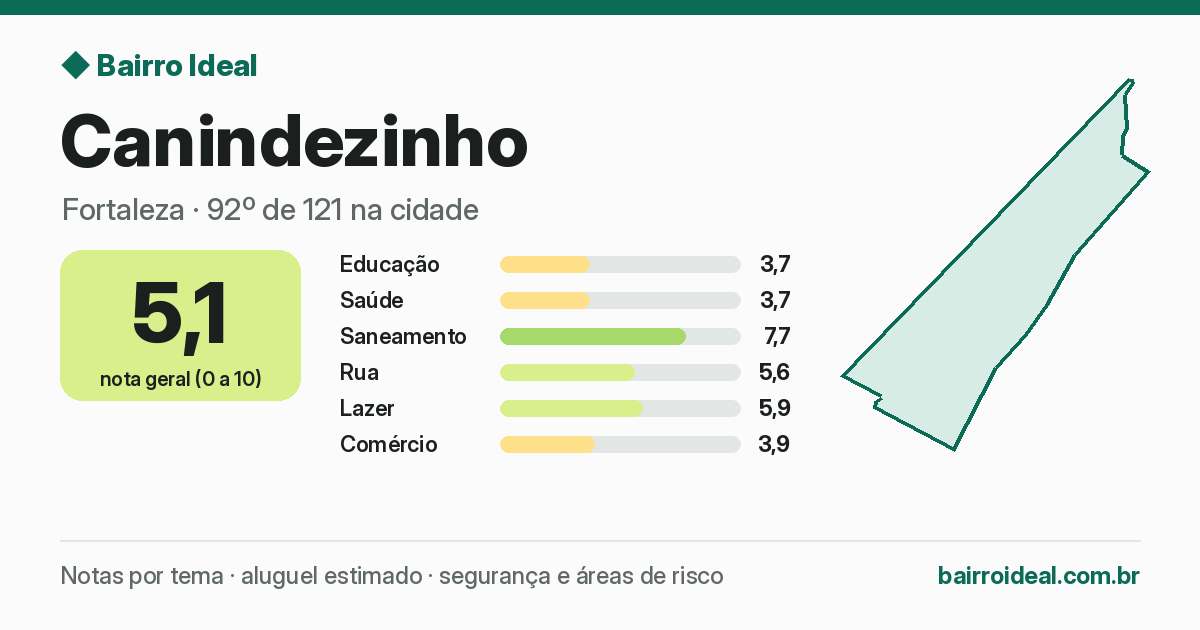 Bairro Ideal
Canindezinho
Fortaleza · 92º de 121 na cidade
5,1
nota geral (0 a 10)
Educação 3,7
Saúde 3,7
Saneamento 7,7
Rua 5,6
Lazer 5,9
Comércio 3,9
Notas por tema · aluguel estimado · segurança e áreas de risco
bairroideal.com.br